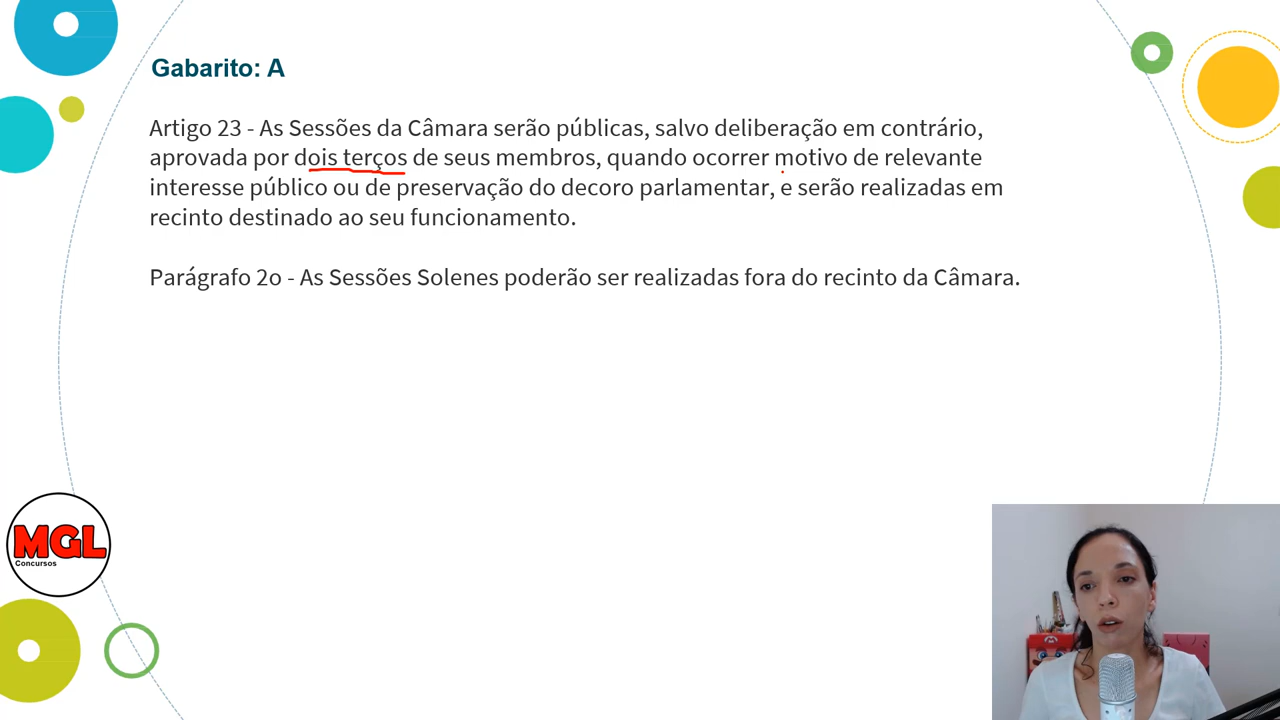 Gabarito: A
Artigo 23 - As Sessões da Câmara serão públicas, salvo deliberação em contrário,
aprovada por dois terços de seus membros, quando ocorrer motivo de relevante
interesse público ou de preservação do decoro parlamentar, e serão realizadas em
recinto destinado ao seu funcionamento.
Parágrafo 2o - As Sessões Solenes poderão ser realizadas fora do recinto da Câmara.
MGL
Concursos